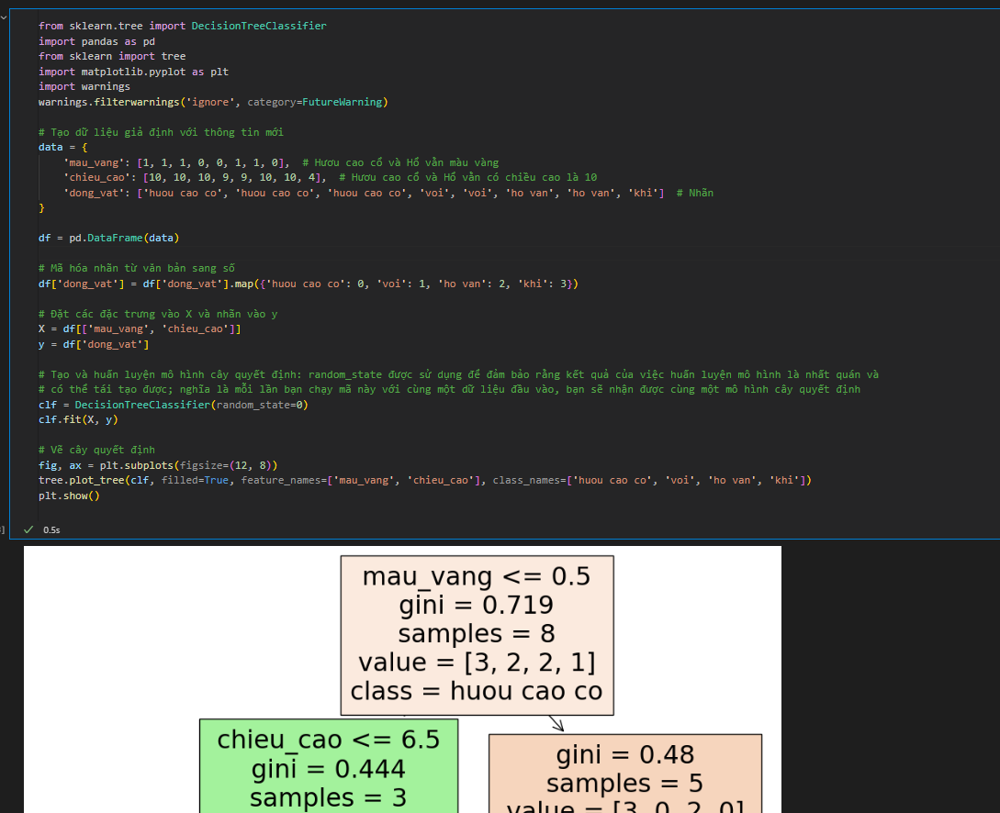 from sklearn.tree import DecisionTreeClassifier
import pandas as pd
from sklearn import tree
import matplotlib.pyplot as plt
import warnings
warnings.filterwarnings('ignore', category=FutureWarning)
# Tạo dữ liệu giả định với thông tin mới
data = {
'mau_vang': [1, 1, 1, 0, 0, 1, 1, 0],  # Hươu cao cổ và Hổ vằn màu vàng
'chieu_cao': [10, 10, 10, 9, 9, 10, 10, 4],  # Hươu cao cổ và Hổ vằn có chiều cao là 10
'dong_vat': ['huou cao co', 'huou cao co', 'huou cao co', 'voi', 'voi', 'ho van', 'ho van', 'khi']  # Nhãn
}
df = pd.DataFrame(data)
# Mã hóa nhãn từ văn bản sang số
df['dong_vat'] = df['dong_vat'].map({'huou cao co': 0, 'voi': 1, 'ho van': 2, 'khi': 3})
# Đặt các đặc trưng vào X và nhãn vào y
X = df[['mau_vang', 'chieu_cao']]
y = df['dong_vat']
# Tạo và huấn luyện mô hình cây quyết định: random_state được sử dụng để đảm bảo rằng kết quả của việc huấn luyện mô hình là nhất quán và
# có thể tái tạo được; nghĩa là mỗi lần bạn chạy mã này với cùng một dữ liệu đầu vào, bạn sẽ nhận được cùng một mô hình cây quyết định
clf = DecisionTreeClassifier(random_state=0)
clf.fit(X, y)
# Vẽ cây quyết định
fig, ax = plt.subplots(figsize=(12, 8))
tree.plot_tree(clf, filled=True, feature_names=['mau_vang', 'chieu_cao'], class_names=['huou cao co', 'voi', 'ho van', 'khi'])
plt.show()
0.5s
mau_vang <= 0.5
gini = 0.719
samples = 8
value = [3, 2, 2, 1]
class = huou cao co
chieu_cao <= 6.5
gini = 0.444
samples = 3
gini = 0.48
samples = 5
value = [3, 0, 2, 0]